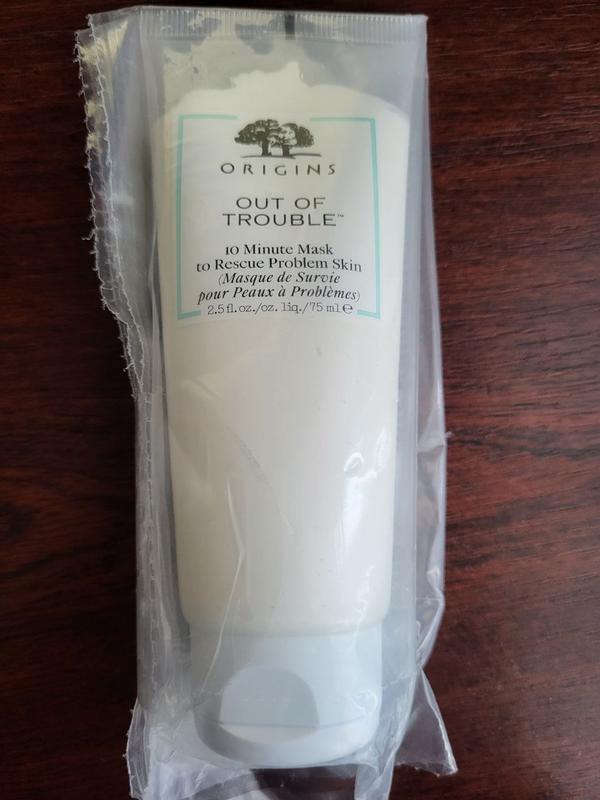 ORIGINS
OUT OF
TROUBLE™
10 Minute Mask
to Rescue Problem Skin
(Masque de Survie
pour Peaux à Problèmes)
2.5 fl.oz./oz. liq./75 ml ℮